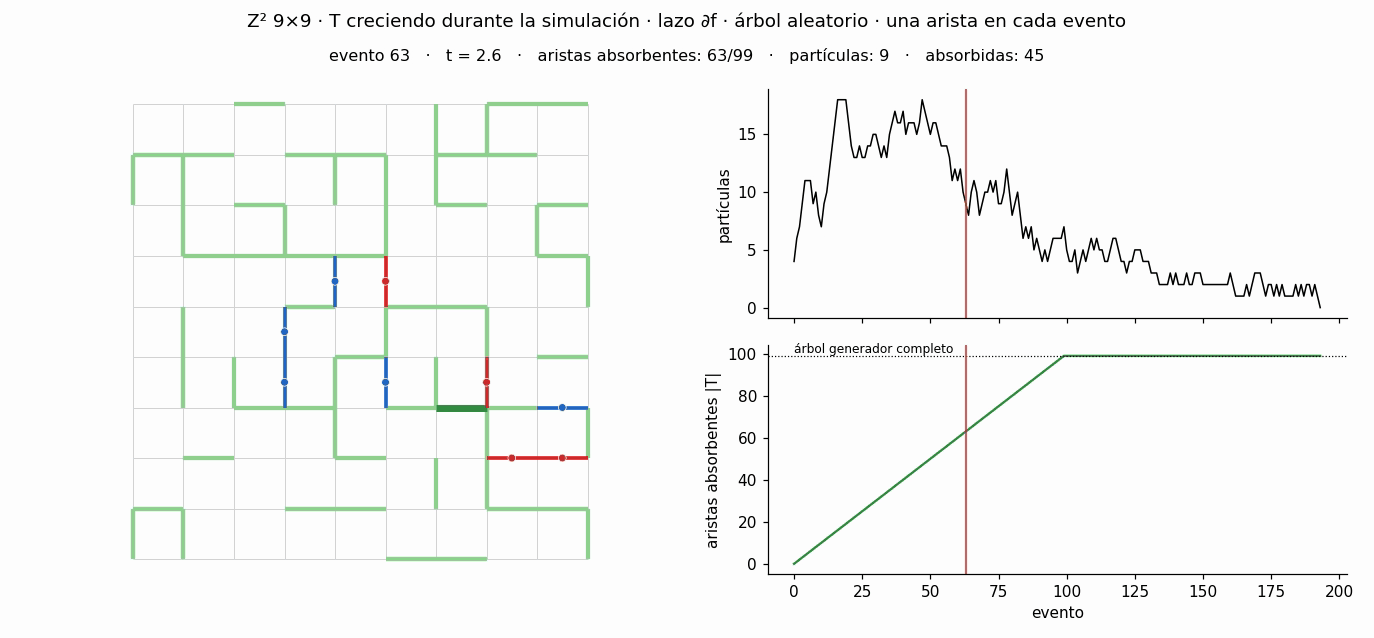 Z² 9×9 · T creciendo durante la simulación · lazo ∂f · árbol aleatorio · una arista en cada evento
evento 63 · t = 2.6 · aristas absorbentes: 63/99 · partículas: 9 · absorbidas: 45
partículas
15
10
5
0
aristas absorbentes |T|
árbol generador completo
100
80
60
40
20
0
0 25 50 75 100 125 150 175 200
evento